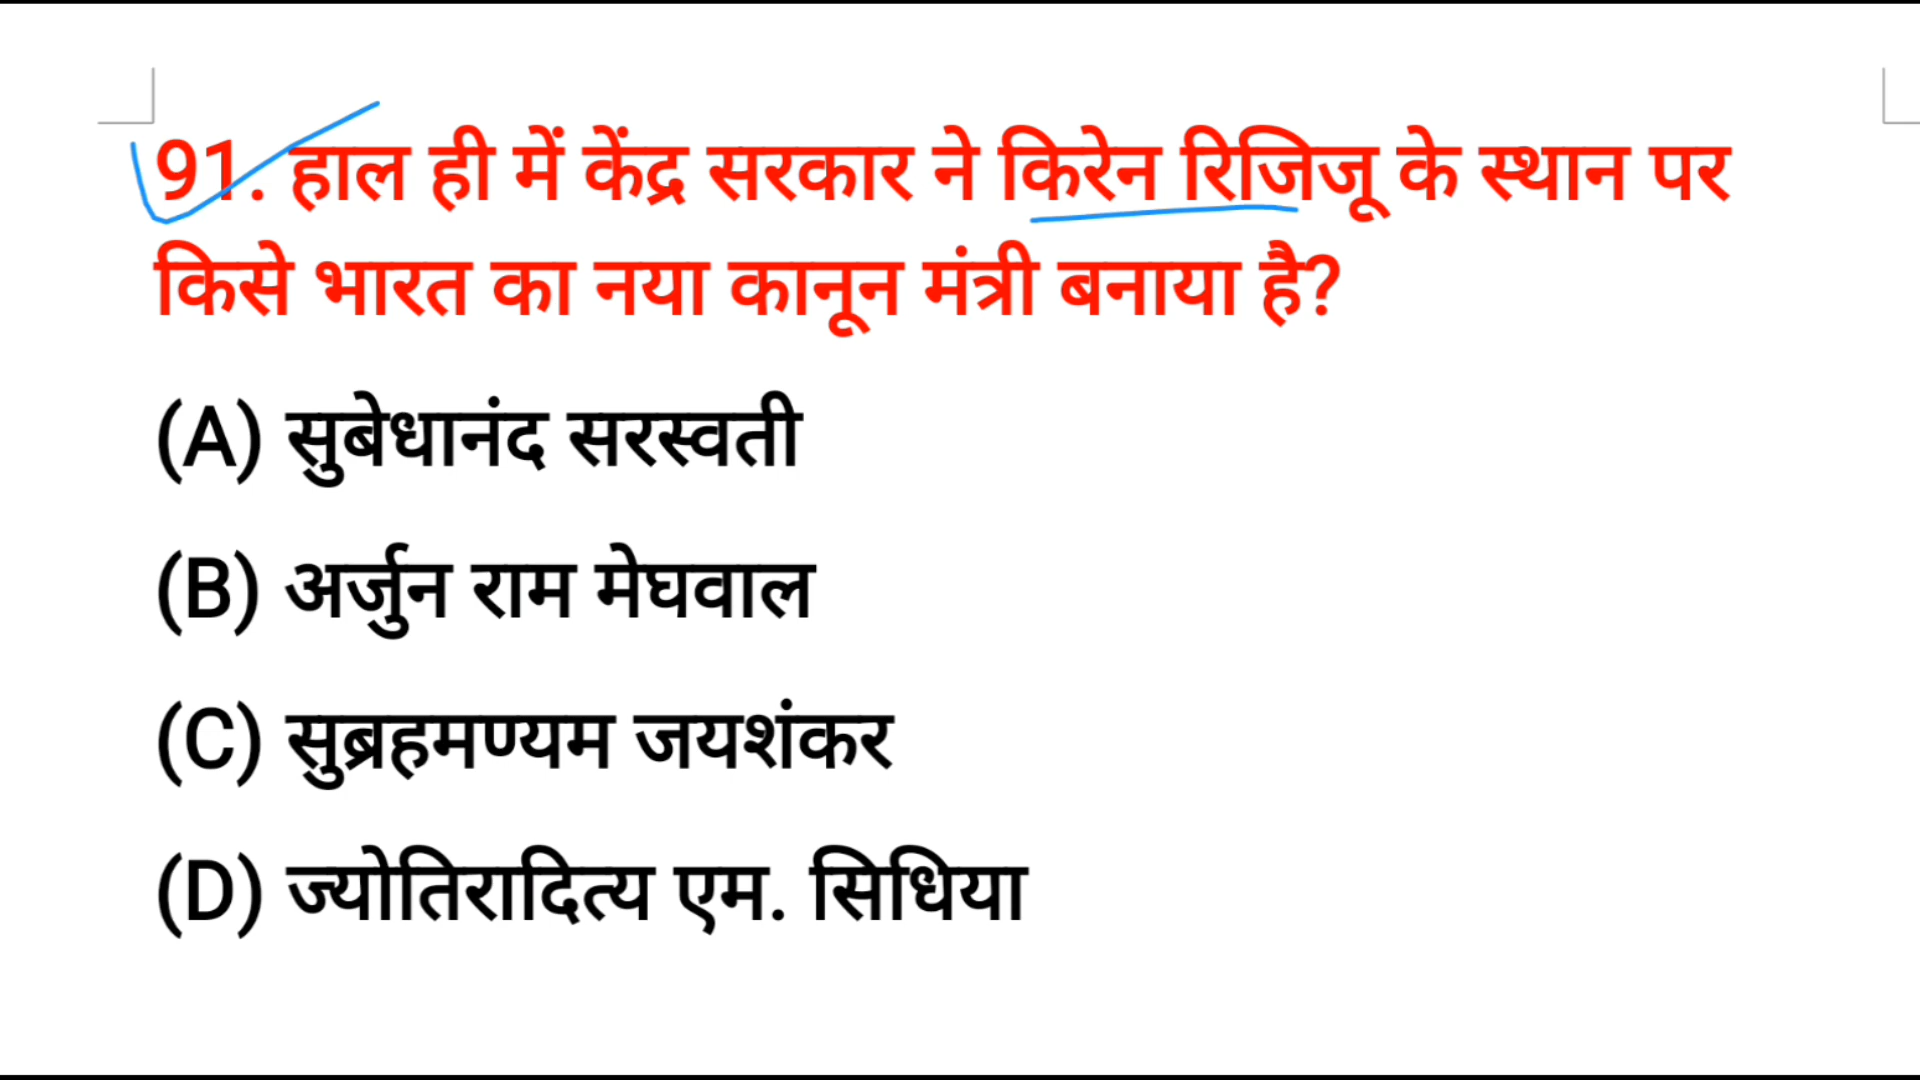 91. हाल ही में केंद्र सरकार ने किरेन रिजिजू के स्थान पर
किसे भारत का नया कानून मंत्री बनाया है?
(A) सुबेधानंद सरस्वती
(B) अर्जुन राम मेघवाल
(C) सुब्रहमण्यम जयशंकर
(D) ज्योतिरादित्य एम. सिधिया